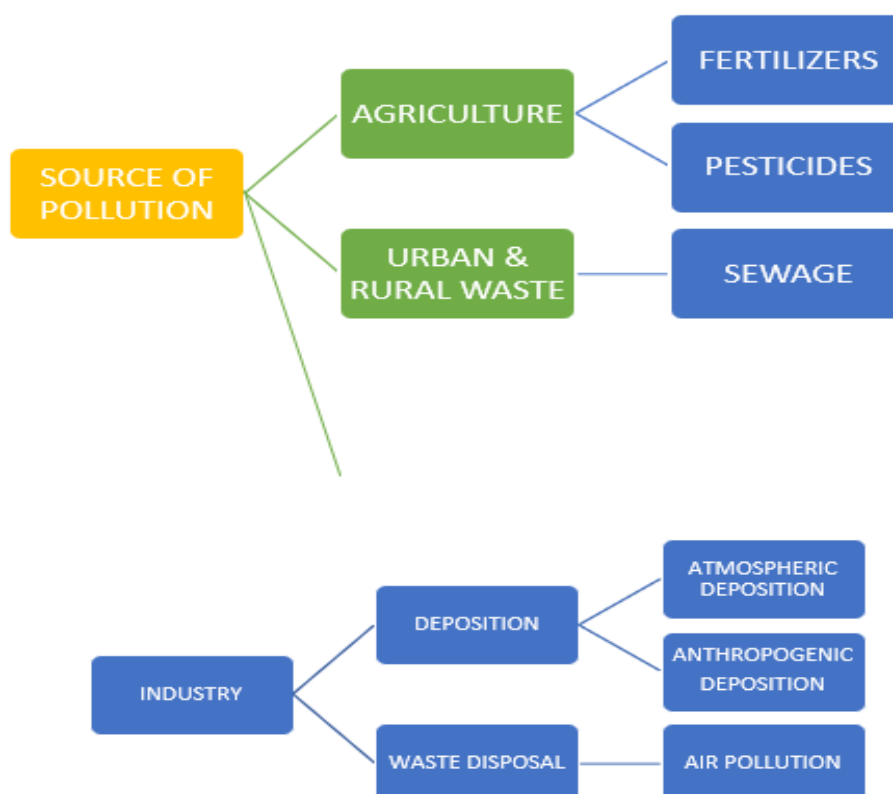 SOURCE OF
POLLUTION
AGRICULTURE
FERTILIZERS
PESTICIDES
URBAN &
RURAL WASTE
SEWAGE
INDUSTRY
DEPOSITION
ATMOSPHERIC
DEPOSITION
ANTHROPOGENIC
DEPOSITION
WASTE DISPOSAL
AIR POLLUTION